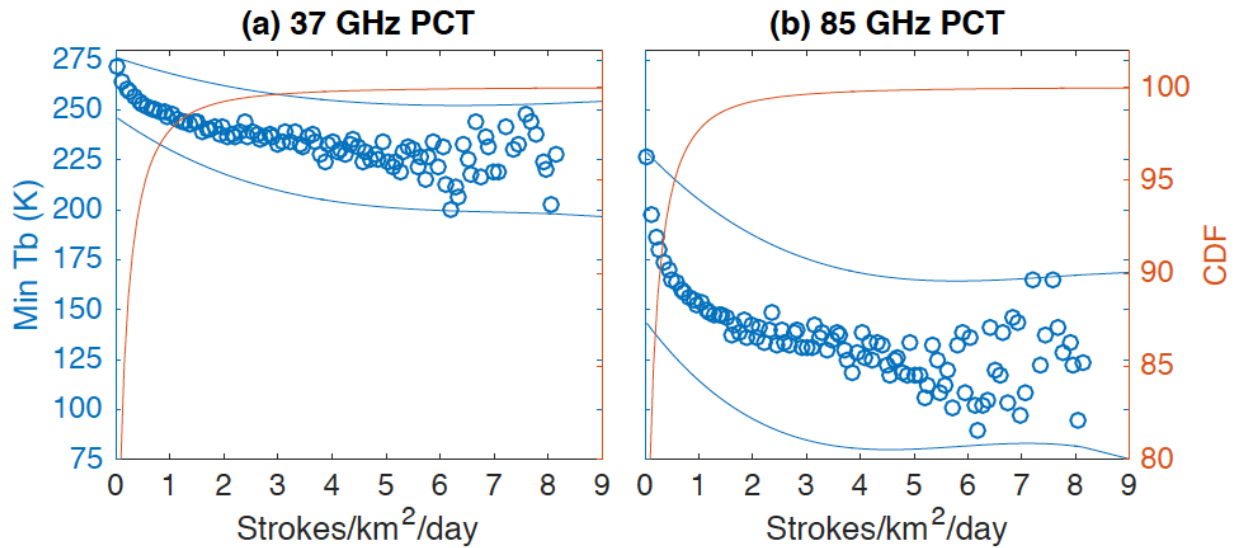 (a) 37 GHz PCT
(b) 85 GHz PCT
Min Tb (K)
275
250
225
200
175
150
125
100
75
0 1 2 3 4 5 6 7 8 9
Strokes/km²/day
0 1 2 3 4 5 6 7 8 9
Strokes/km²/day
100
95
90
85
80
CDF